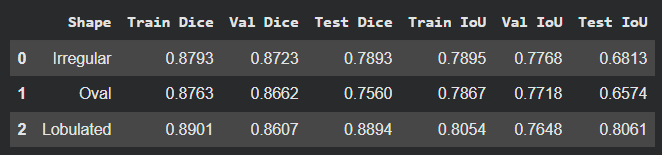 Shape Train Dice Val Dice Test Dice Train IoU Val IoU Test IoU
0 Irregular 0.8793 0.8723 0.7893 0.7895 0.7768 0.6813
1 Oval 0.8763 0.8662 0.7560 0.7867 0.7718 0.6574
2 Lobulated 0.8901 0.8607 0.8894 0.8054 0.7648 0.8061